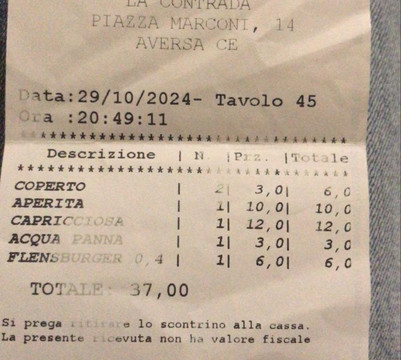 LA CONTRADA
PIAZZA MARCONI, 14
AVERSA CE
Data:29/10/2024- Tavolo 45
Ora :20:49:11
************************************
Descrizione | N | Prz. |Totale
************************************
COPERTO | 2| 3,0| 6,0
APERITA | 1| 10,0| 10,0
CAPRICCIOSA | 1| 12,0| 12,0
ACQUA PANNA | 1| 3,0| 3,0
FLENSBURGER 0,4 | 1| 6,0| 6,0
TOTALE: 37,00
Si prega ritirare lo scontrino alla cassa.
La presente ricevuta non ha valore fiscale